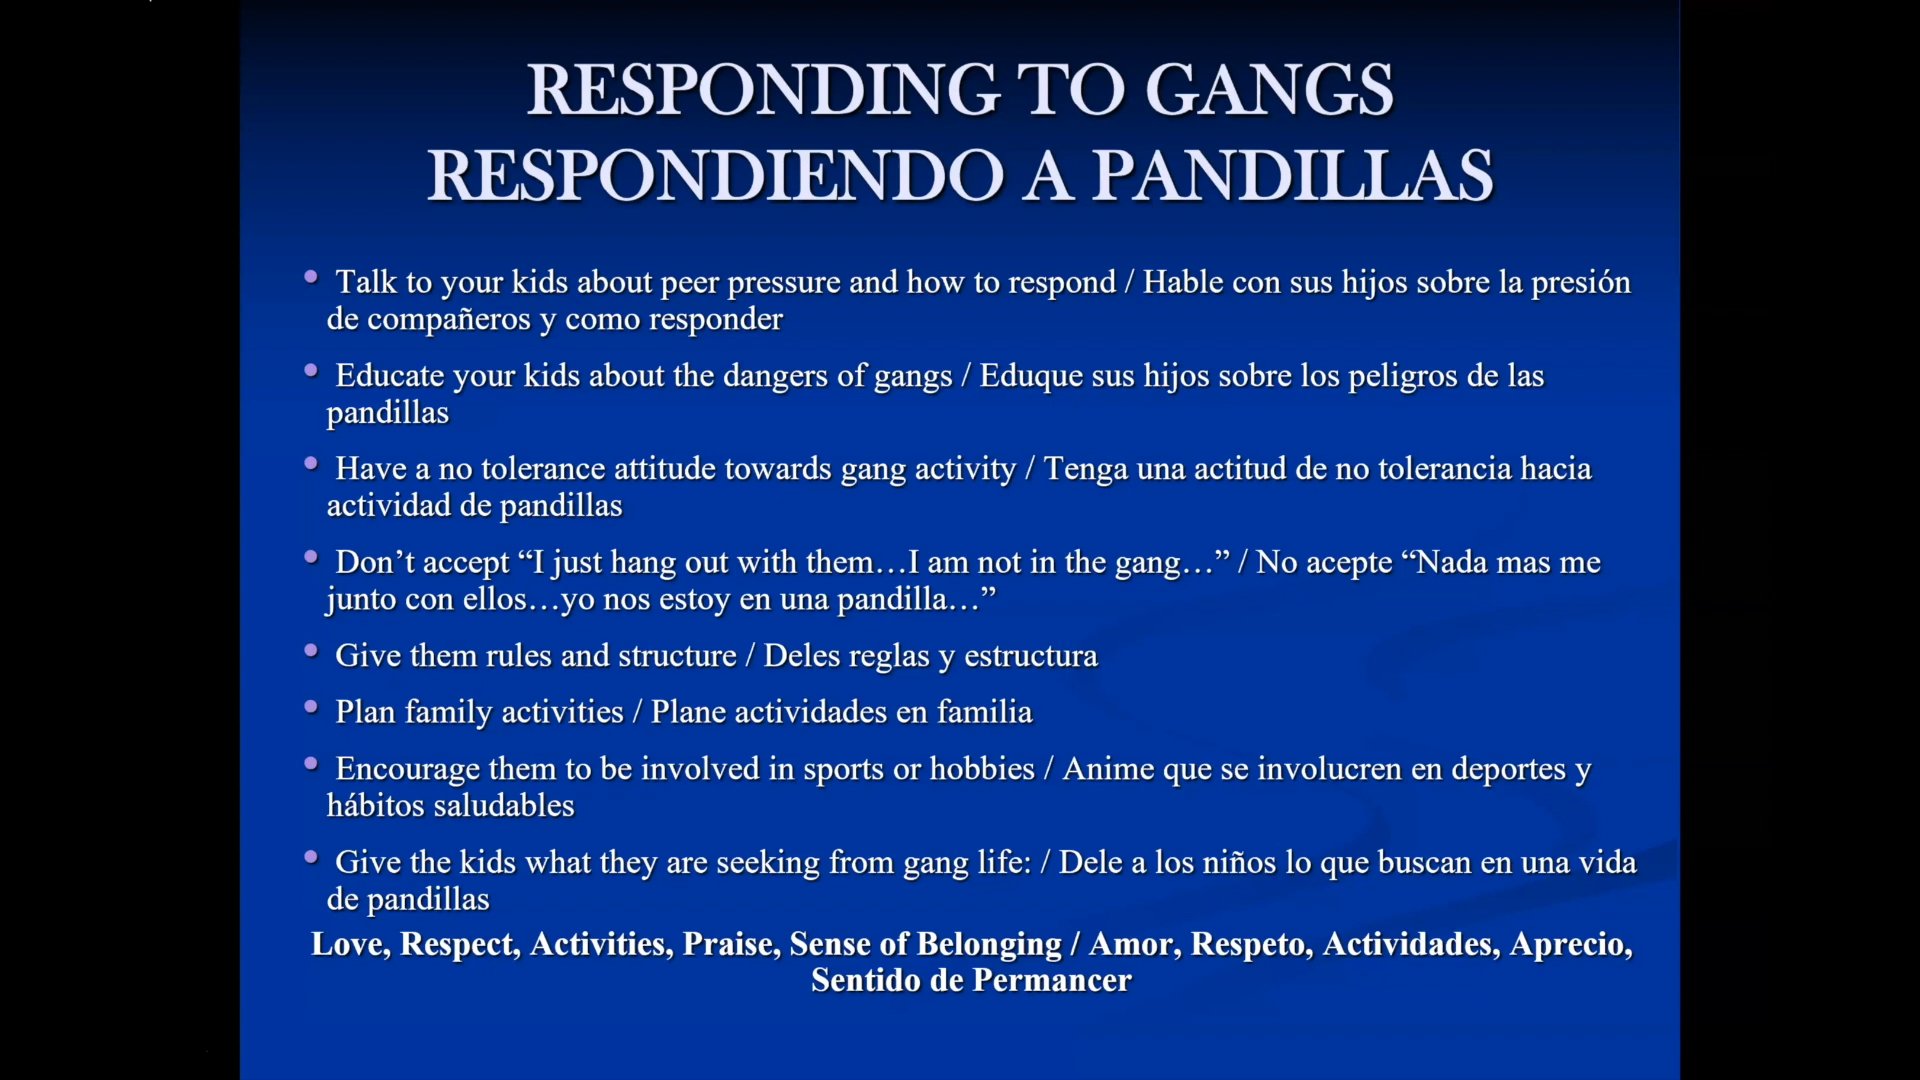 RESPONDING TO GANGS
RESPONDIENDO A PANDILLAS
• Talk to your kids about peer pressure and how to respond / Hable con sus hijos sobre la presión
de compañeros y como responder
• Educate your kids about the dangers of gangs / Eduque sus hijos sobre los peligros de las
pandillas
• Have a no tolerance attitude towards gang activity / Tenga una actitud de no tolerancia hacia
actividad de pandillas
• Don’t accept “I just hang out with them…I am not in the gang…” / No acepte “Nada mas me
junto con ellos…yo nos estoy en una pandilla…”
• Give them rules and structure / Deles reglas y estructura
• Plan family activities / Plane actividades en familia
• Encourage them to be involved in sports or hobbies / Anime que se involucren en deportes y
hábitos saludables
• Give the kids what they are seeking from gang life: / Dele a los niños lo que buscan en una vida
de pandillas
Love, Respect, Activities, Praise, Sense of Belonging / Amor, Respeto, Actividades, Aprecio,
Sentido de Permancer